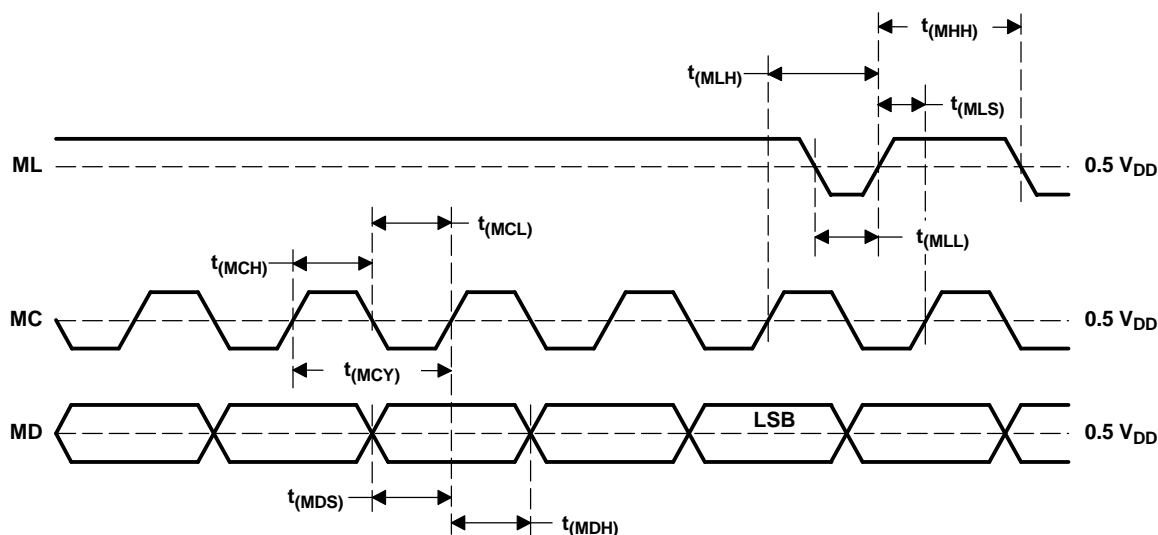 t(MHH)
t(MLH)
t(MLS)
ML
0.5 VDD
t(MCL)
t(MLL)
t(MCH)
MC
0.5 VDD
t(MCY)
MD
LSB
0.5 VDD
t(MDS)
t(MDH)